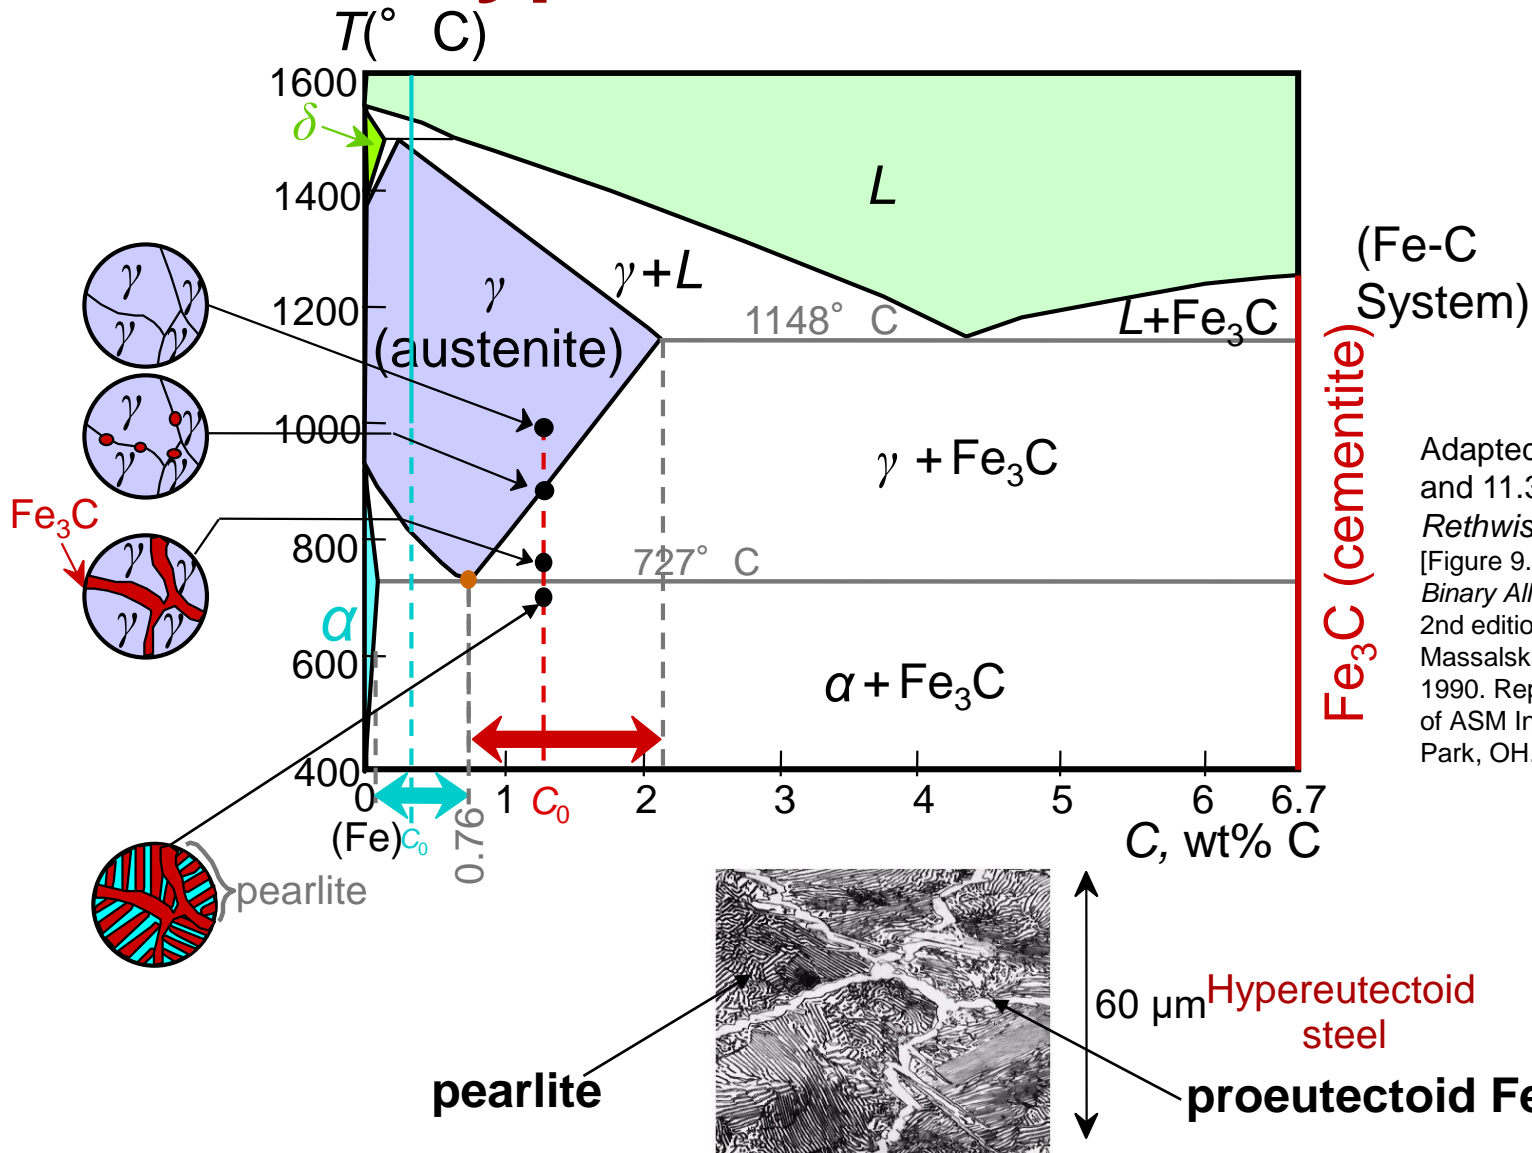 T(° C)
1600
δ
1400
L
(Fe-C
System)
γ
γ
γ
γ
γ
γ+L
1200
1148° C
L+Fe3C
(austenite)
γ
γ
γ
γ
1000
γ + Fe3C
Fe3C (cementite)
Adapted
and 11.3
Rethwis
[Figure 9.
Binary All
2nd editio
Massalsk
1990. Rep
of ASM In
Park, OH.
Fe3C
γ
γ
γ
γ
800
727° C
α
600
α + Fe3C
400
0
1
C0
2
3
4
5
6
6.7
(Fe)
C0
0.76
C, wt% C
pearlite
60 μm
Hypereutectoid
steel
pearlite
proeutectoid Fe